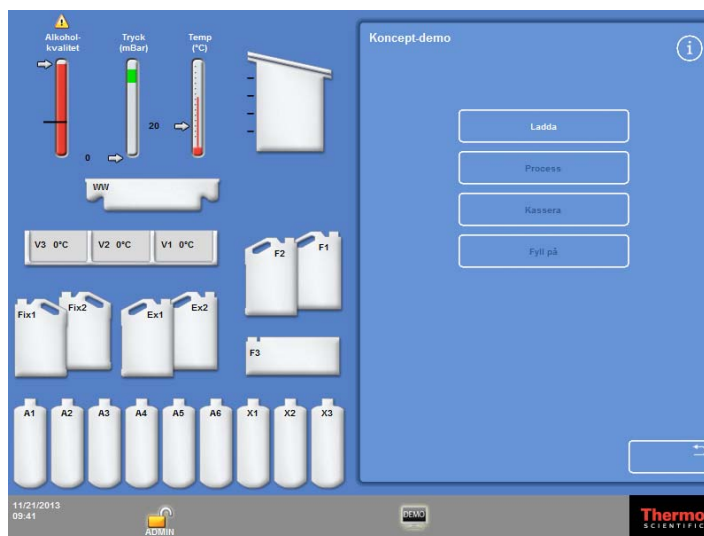 Alkohol-
kvalitet
Tryck
(mBar)
Temp
(°C)
20
0
WW
V3 0°C
V2 0°C
V1 0°C
F2
F1
Fix1
Fix2
Ex1
Ex2
F3
A1
A2
A3
A4
A5
A6
X1
X2
X3
Koncept-demo
i
Ladda
Process
Kassera
Fyll på
11/21/2013
09:41
ADMIN
DEMO
Thermo
SCIENTIFIC